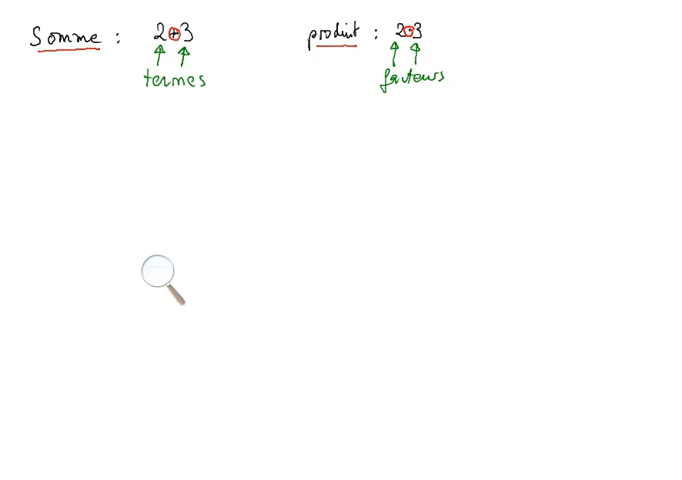 Somme : 2+3 produit : 2·3
termes facteurs